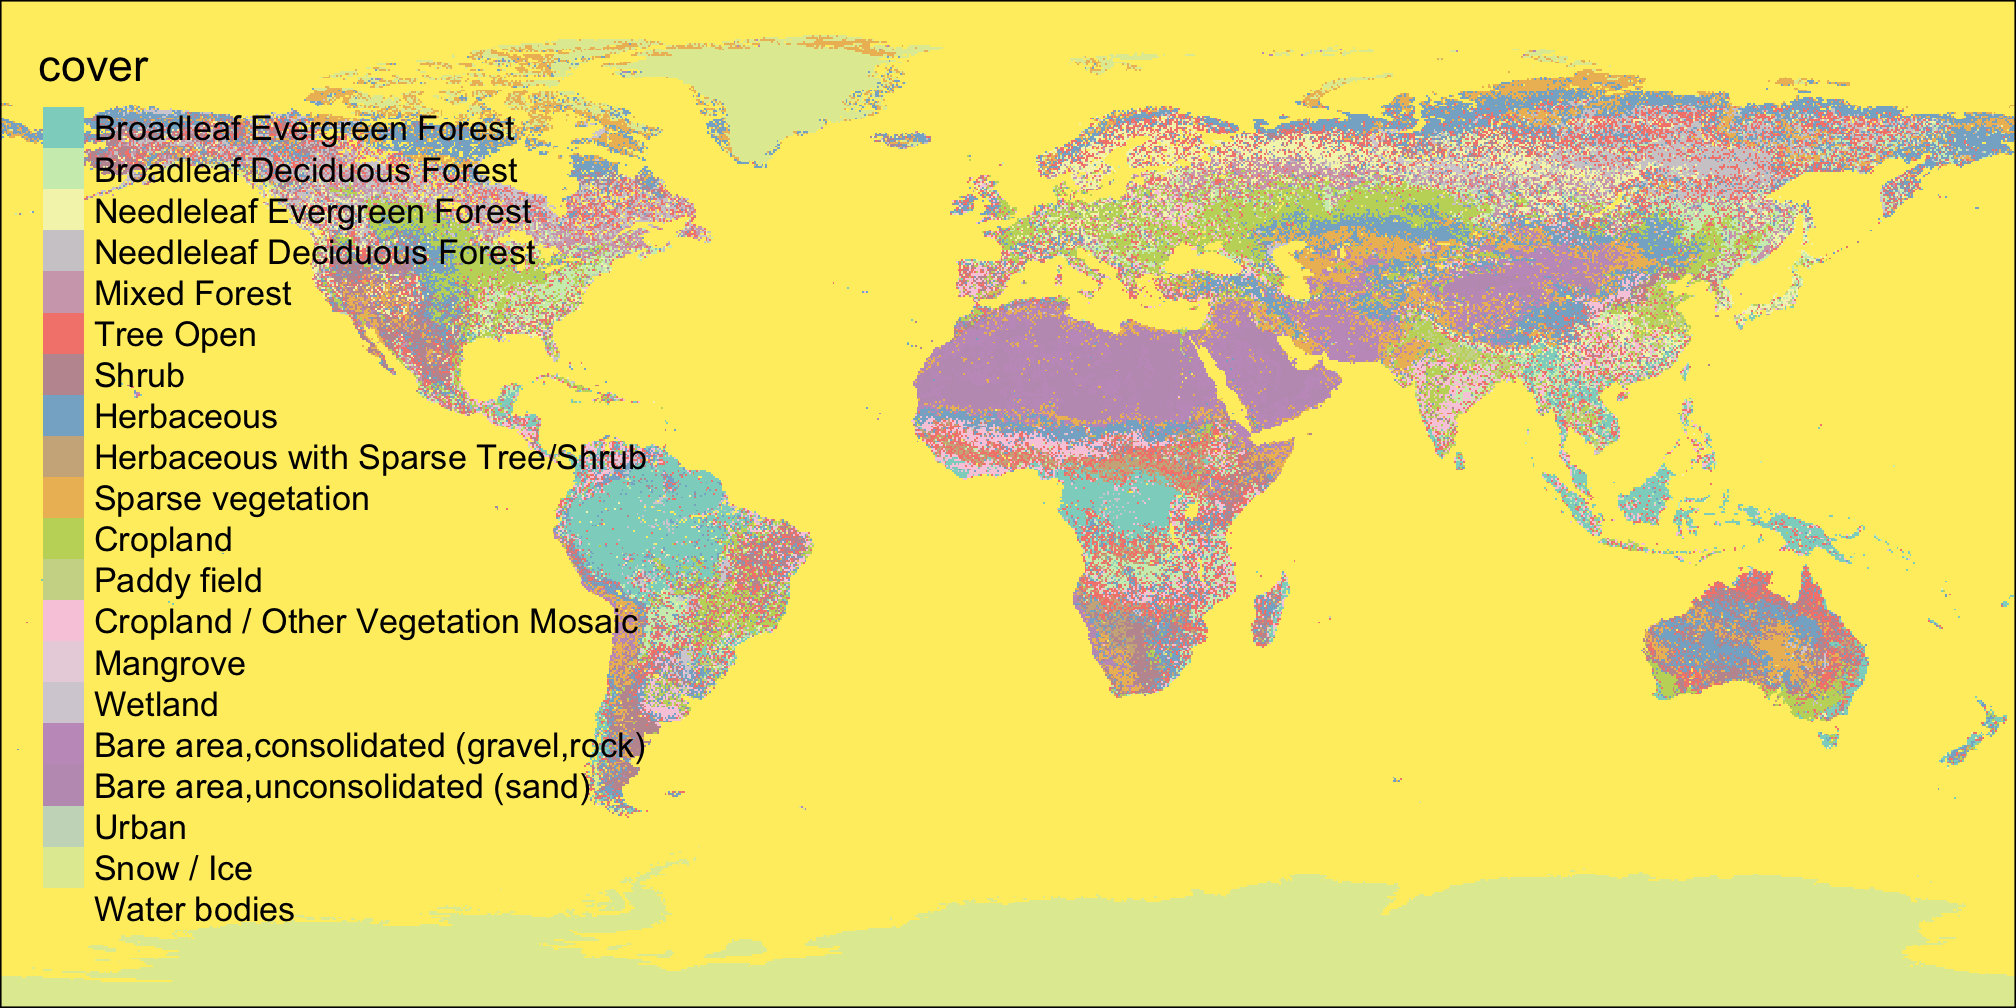 cover
Broadleaf Evergreen Forest
Broadleaf Deciduous Forest
Needleleaf Evergreen Forest
Needleleaf Deciduous Forest
Mixed Forest
Tree Open
Shrub
Herbaceous
Herbaceous with Sparse Tree/Shrub
Sparse vegetation
Cropland
Paddy field
Cropland / Other Vegetation Mosaic
Mangrove
Wetland
Bare area,consolidated (gravel,rock)
Bare area,unconsolidated (sand)
Urban
Snow / Ice
Water bodies